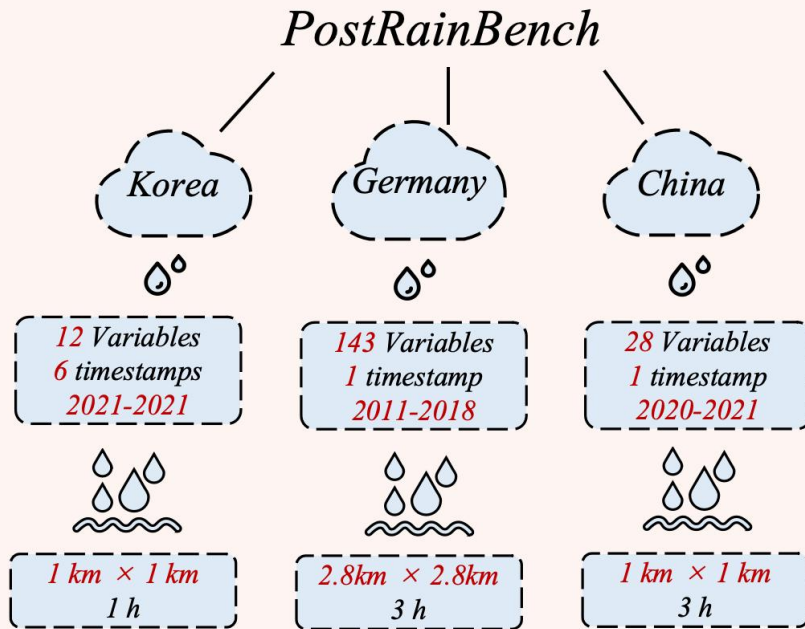 PostRainBench
Korea
Germany
China
12 Variables
6 timestamps
2021-2021
143 Variables
1 timestamp
2011-2018
28 Variables
1 timestamp
2020-2021
1 km × 1 km
1 h
2.8km × 2.8km
3 h
1 km × 1 km
3 h